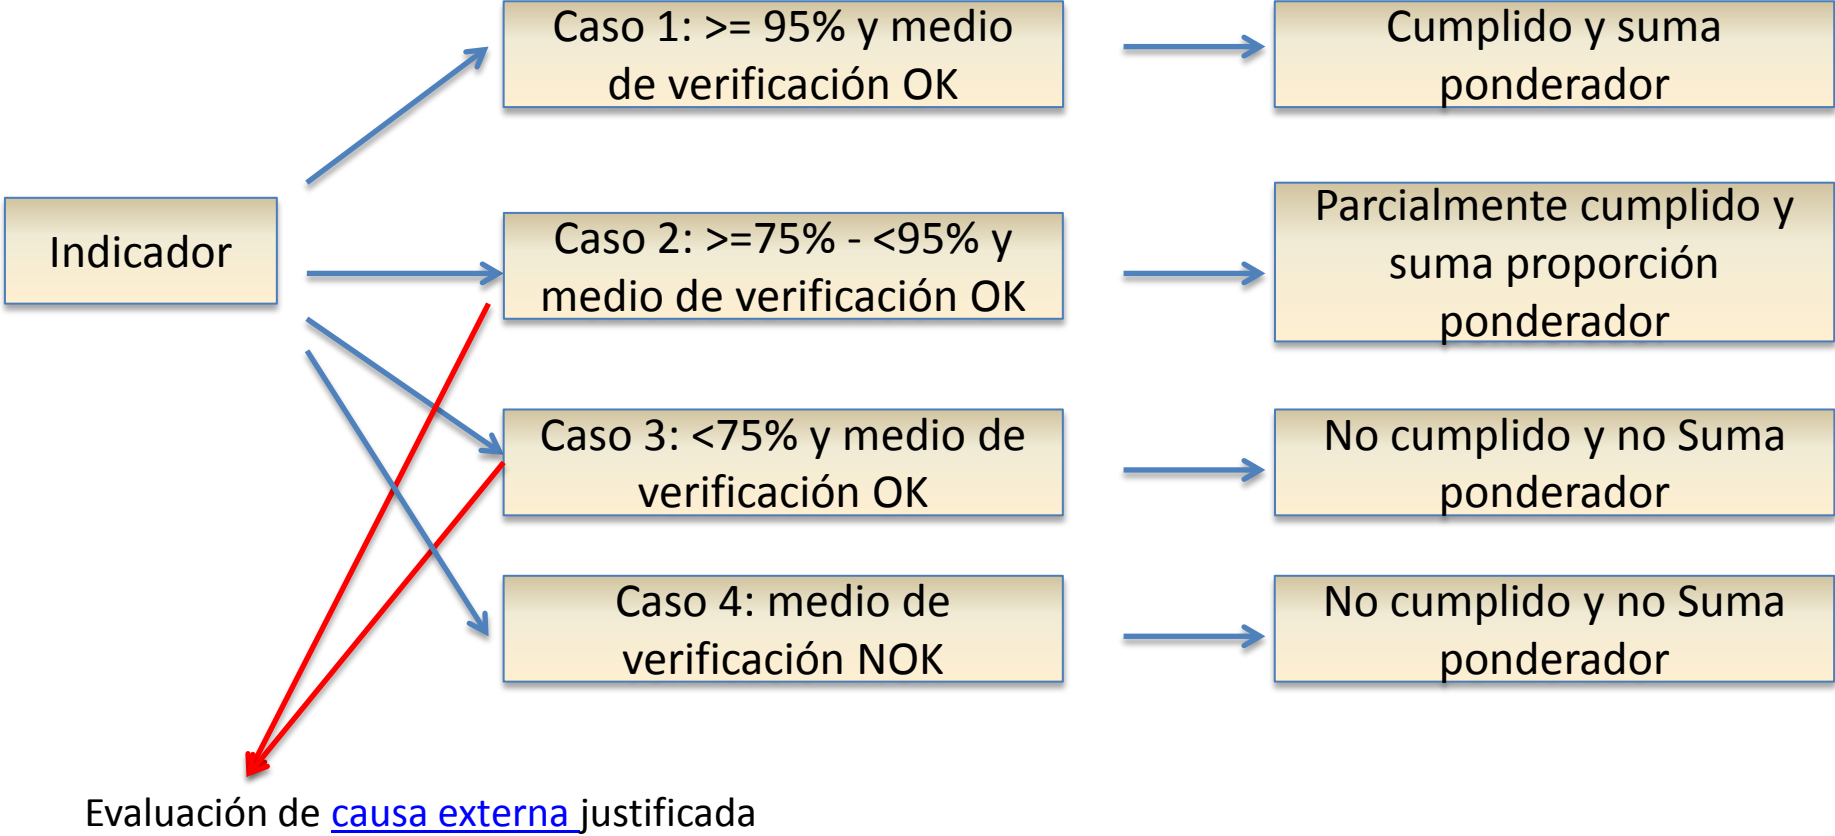 Caso 1: >= 95% y medio
de verificación OK
Cumplido y suma
ponderador
Indicador
Caso 2: >=75% - <95% y
medio de verificación OK
Parcialmente cumplido y
suma proporción
ponderador
Caso 3: <75% y medio de
verificación OK
No cumplido y no Suma
ponderador
Caso 4: medio de
verificación NOK
No cumplido y no Suma
ponderador
Evaluación de causa externa justificada